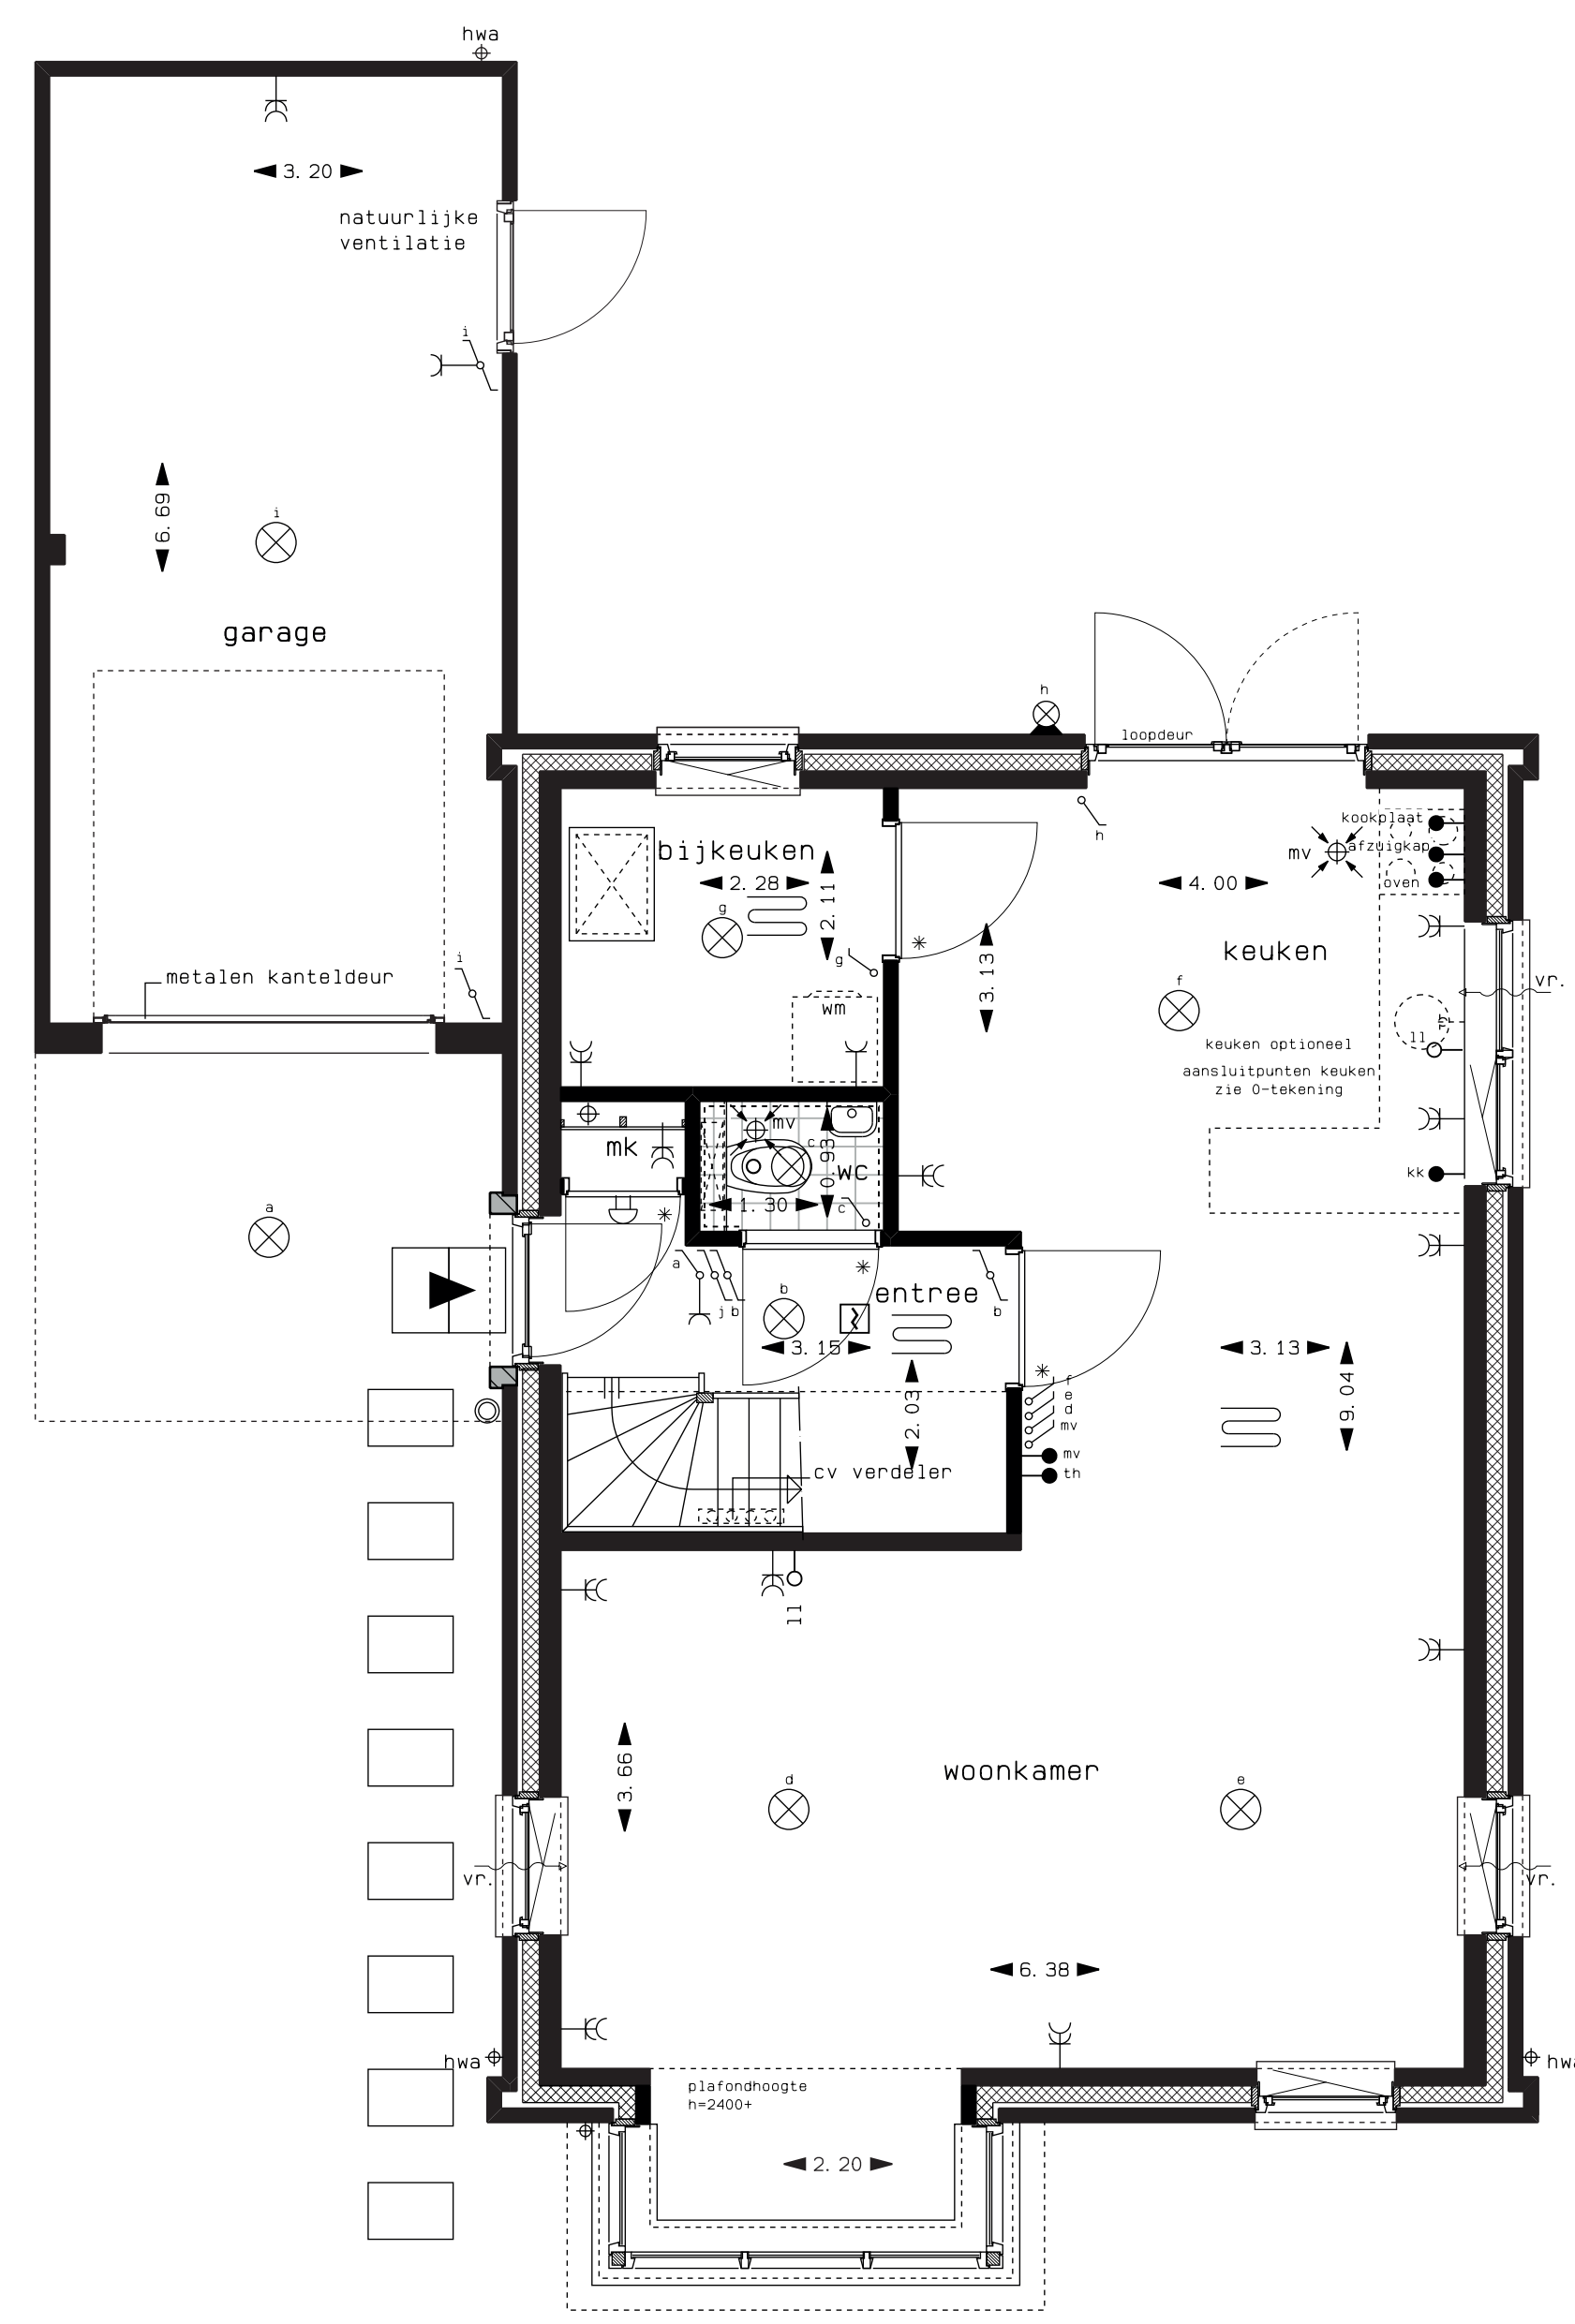 hwa
3. 20
natuurlijke
ventilatie
i
6. 69
i
garage
h
loopdeur
h
kookplaat
bijkeuken
mv
afzuigkap.
2. 28
2. 11
4. 00
oven
g
keuken
g
3. 13
i
metalen kanteldeur
vr.
f
wm
ll
keuken optioneel
aansluitpunten keuken
zie O-tekening
mv
mk
c
0. 93
wc
kk
1. 30
c
a
a
j b
b
entree
b
3. 15
3. 13
9. 04
f
e
d
mv
2. 03
mv
cv verdeler
th
ll
3. 66
woonkamer
d
e
vr.
vr.
6. 38
hwa
hwa
plafondhoogte
h=2400+
2. 20